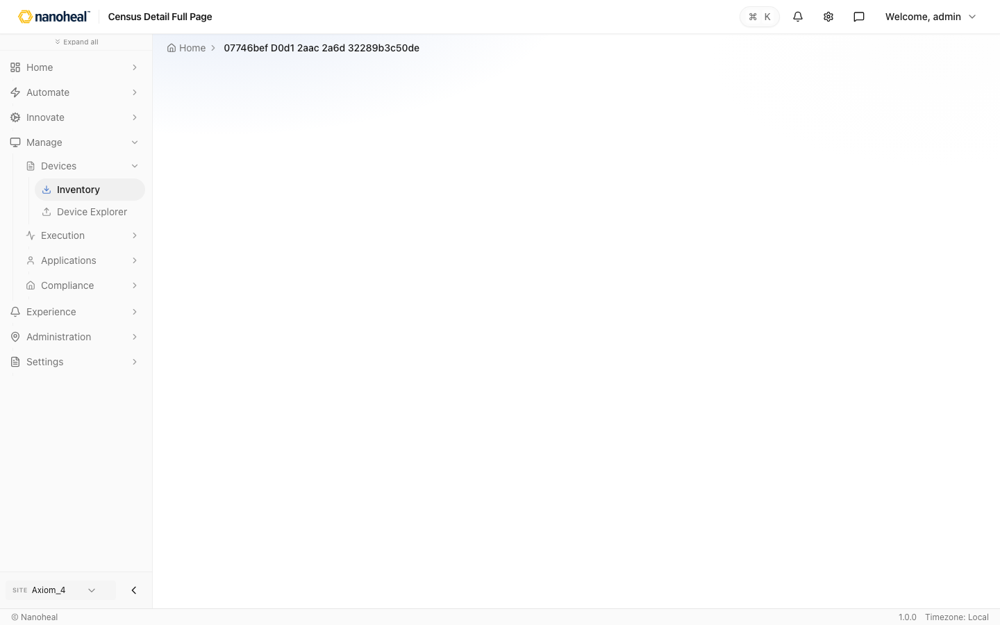 nanoheal™
Census Detail Full Page
⌘ K
Welcome, admin
Expand all
Home
Automate
Innovate
Manage
Devices
Inventory
Device Explorer
Execution
Applications
Compliance
Experience
Administration
Settings
SITE Axiom_4
Home > 07746bef D0d1 2aac 2a6d 32289b3c50de
© Nanoheal
1.0.0 Timezone: Local